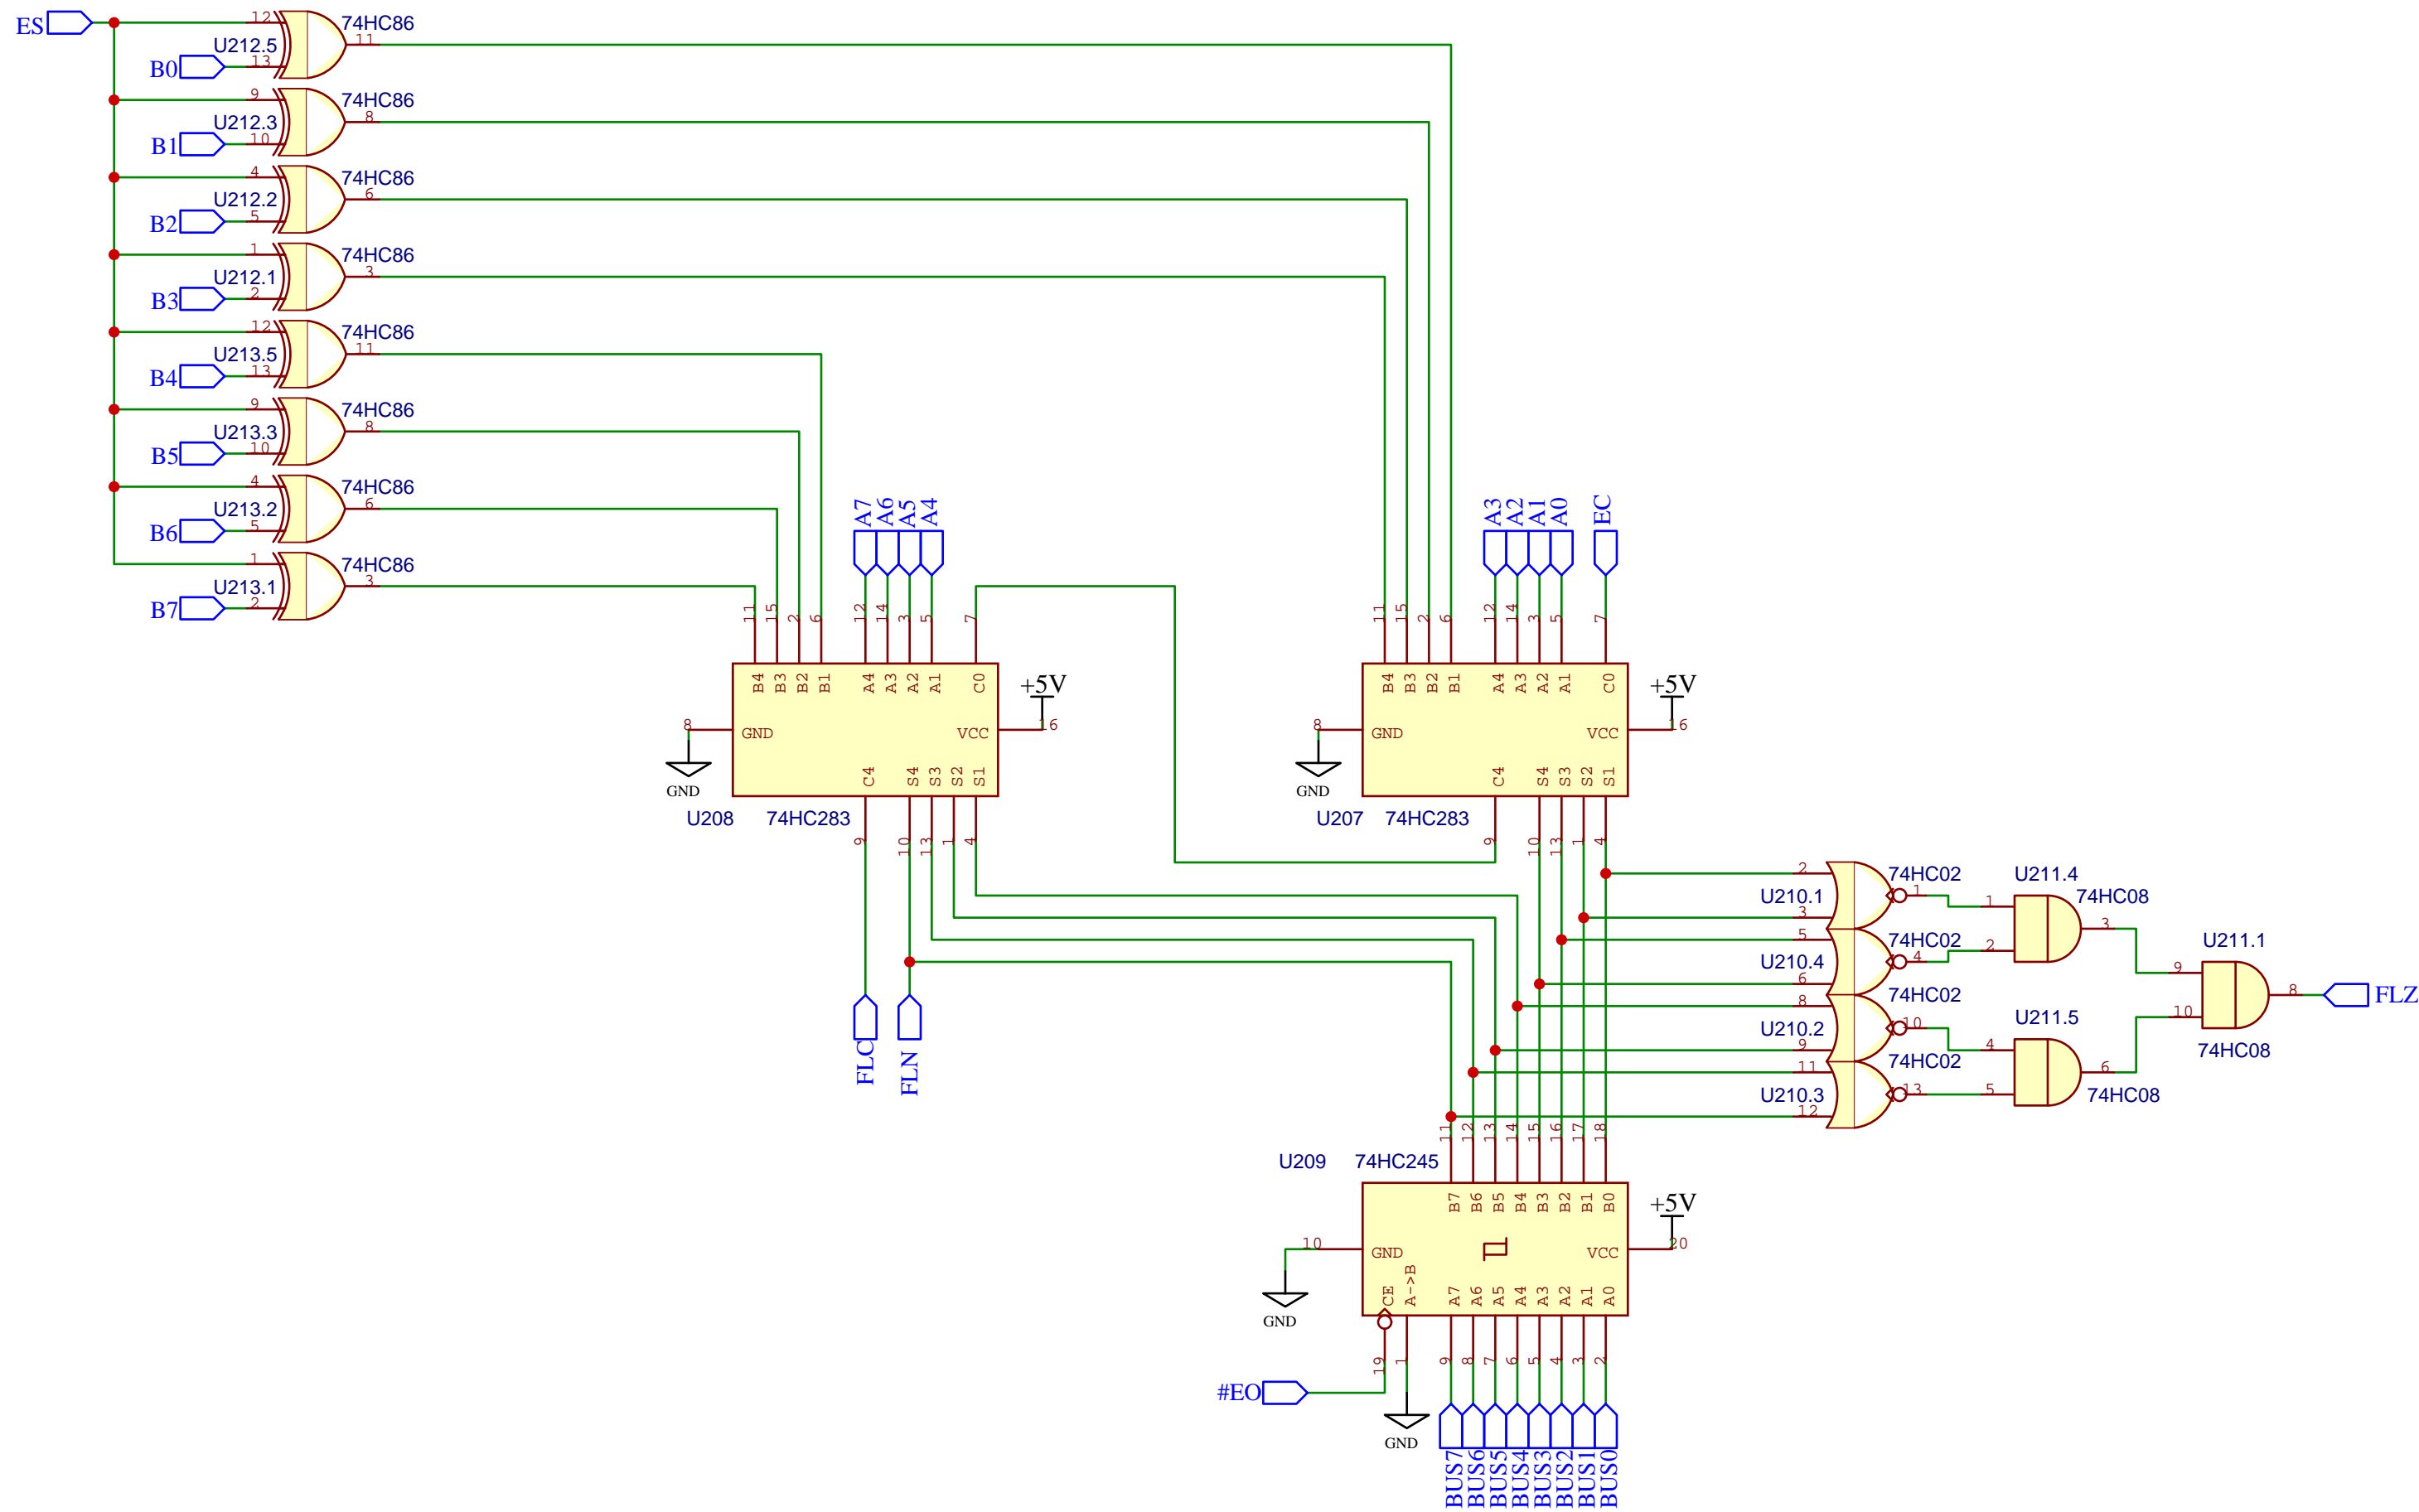 ES
12
74HC86
11
U212.5
B0
13
9
74HC86
8
U212.3
B1
10
4
74HC86
6
U212.2
B2
5
1
74HC86
3
U212.1
B3
2
12
74HC86
11
U213.5
B4
13
9
74HC86
8
U213.3
B5
10
4
74HC86
6
U213.2
B6
5
1
74HC86
3
U213.1
B7
2
A7 A6 A5 A4
A3 A2 A1 A0 EC
11 15 2 6 12 14 3 5 7
11 15 2 6 12 14 3 5 7
B4 B3 B2 B1 A4 A3 A2 A1 C0
+5V
8
GND
VCC
16
C4 S4 S3 S2 S1
GND
U208
74HC283
9 10 13 1 4
B4 B3 B2 B1 A4 A3 A2 A1 C0
+5V
8
GND
VCC
16
C4 S4 S3 S2 S1
GND
U207
74HC283
9 10 13 1 4
FLC
FLN
2
74HC02
1
U210.1
3
5
74HC02
4
U210.4
6
8
74HC02
10
U210.2
9
11
74HC02
13
U210.3
12
U211.4
74HC08
1
2
3
U211.5
4
5
6
74HC08
U211.1
9
10
8
74HC08
FLZ
11 12 13 14 15 16 17 18
U209
74HC245
B7 B6 B5 B4 B3 B2 B1 B0
+5V
10
GND
VCC
20
CE A->B A7 A6 A5 A4 A3 A2 A1 A0
GND
19 1 9 8 7 6 5 4 3 2
#EO
GND
BUS7 BUS6 BUS5 BUS4 BUS3 BUS2 BUS1 BUS0